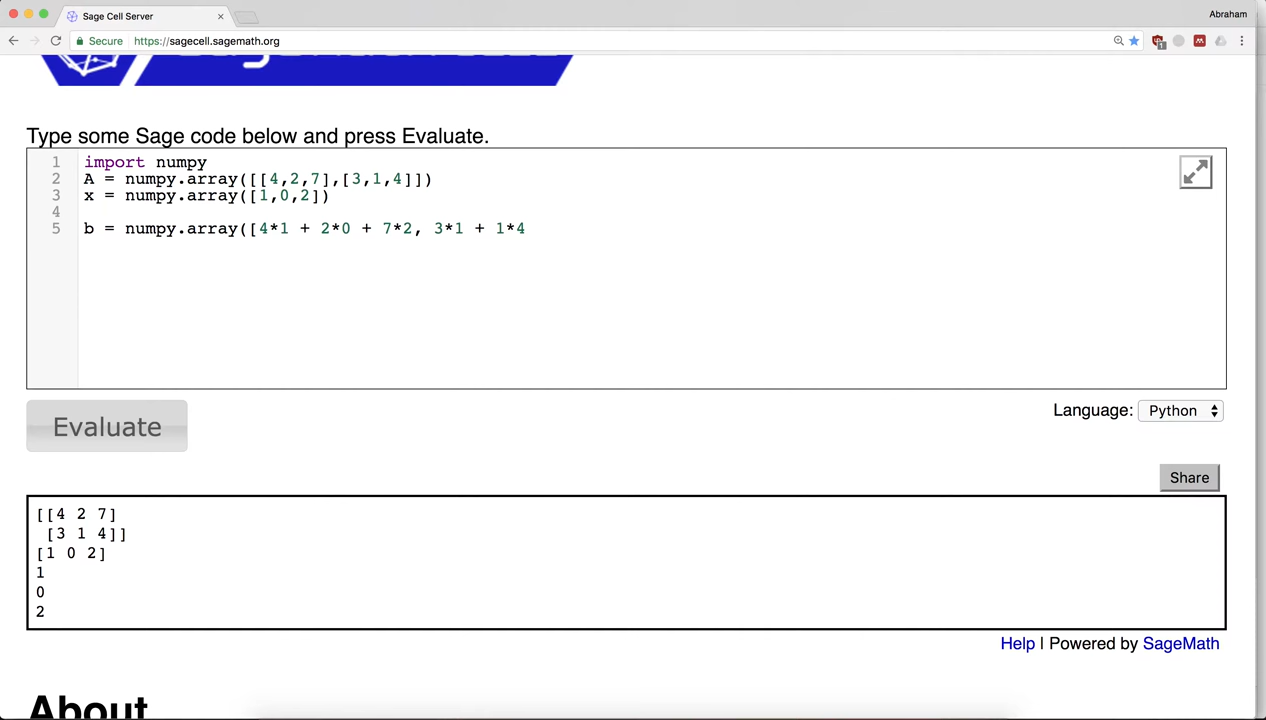 Sage Cell Server
Abraham
Secure https://sagecell.sagemath.org
Type some Sage code below and press Evaluate.
1 import numpy
2 A = numpy.array([[4,2,7],[3,1,4]])
3 x = numpy.array([1,0,2])
4
5 b = numpy.array([4*1 + 2*0 + 7*2, 3*1 + 1*4
Evaluate
Language: Python
Share
[[4 2 7]
[3 1 4]]
[1 0 2]
1
0
2
Help | Powered by SageMath
About